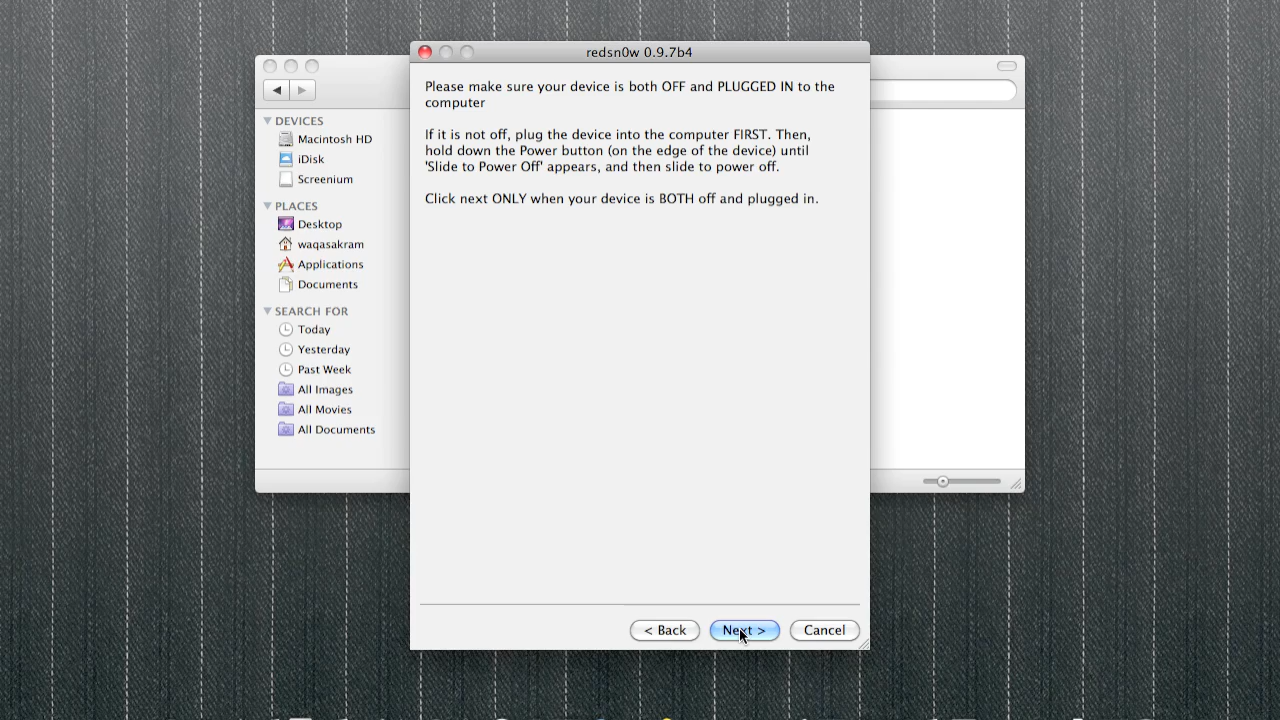 redsn0w 0.9.7b4
DEVICES
Macintosh HD
iDisk
Screenium
PLACES
Desktop
waqasakram
Applications
Documents
SEARCH FOR
Today
Yesterday
Past Week
All Images
All Movies
All Documents
Please make sure your device is both OFF and PLUGGED IN to the
computer
If it is not off, plug the device into the computer FIRST. Then,
hold down the Power button (on the edge of the device) until
'Slide to Power Off' appears, and then slide to power off.
Click next ONLY when your device is BOTH off and plugged in.
< Back
Next >
Cancel